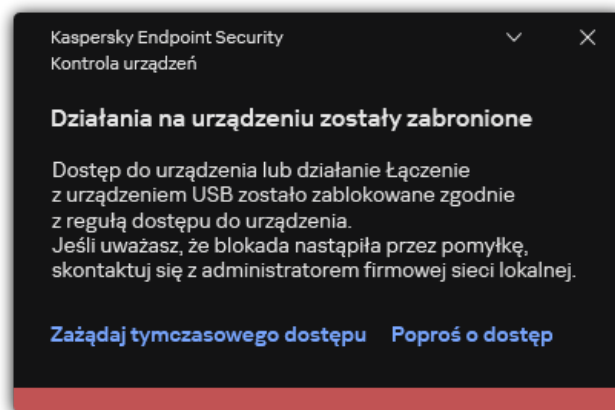 Kaspersky Endpoint Security
Kontrola urządzeń
Działania na urządzeniu zostały zabronione
Dostęp do urządzenia lub działanie Łączenie
z urządzeniem USB zostało zablokowane zgodnie
z regułą dostępu do urządzenia.
Jeśli uważasz, że blokada nastąpiła przez pomyłkę,
skontaktuj się z administratorem firmowej sieci lokalnej.
Zażądaj tymczasowego dostępu Poproś o dostęp